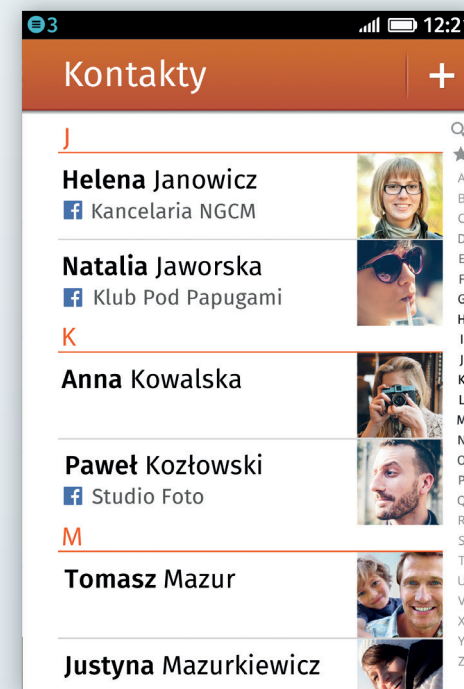 3 12:21
Kontakty +
J
Helena Janowicz
Kancelaria NGCM
Natalia Jaworska
Klub Pod Papugami
K
Anna Kowalska
Paweł Kozłowski
Studio Foto
M
Tomasz Mazur
Justyna Mazurkiewicz
A
B
C
D
E
F
G
H
I
J
K
L
M
N
O
P
Q
R
S
T
U
V
X
Y
Z